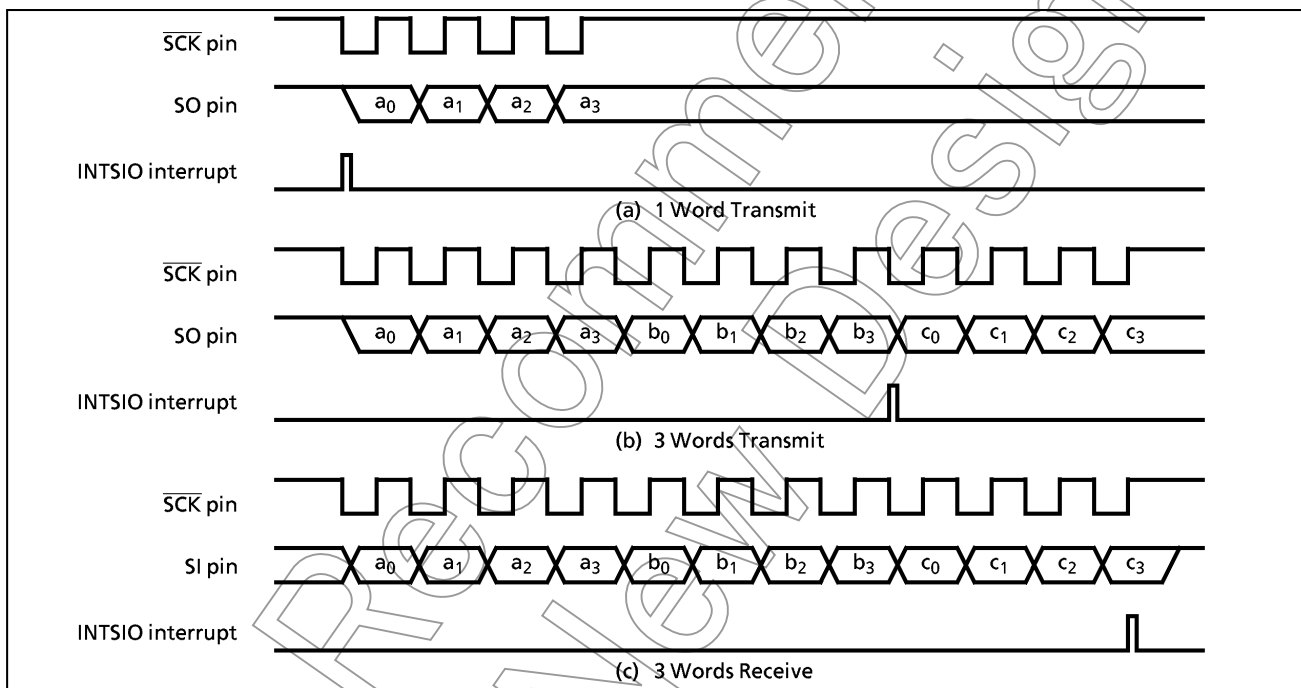 SCK pin
SO pin a0 a1 a2 a3
INTSIO interrupt
(a) 1 Word Transmit
SCK pin
SO pin a0 a1 a2 a3 b0 b1 b2 b3 c0 c1 c2 c3
INTSIO interrupt
(b) 3 Words Transmit
SCK pin
SI pin a0 a1 a2 a3 b0 b1 b2 b3 c0 c1 c2 c3
INTSIO interrupt
(c) 3 Words Receive